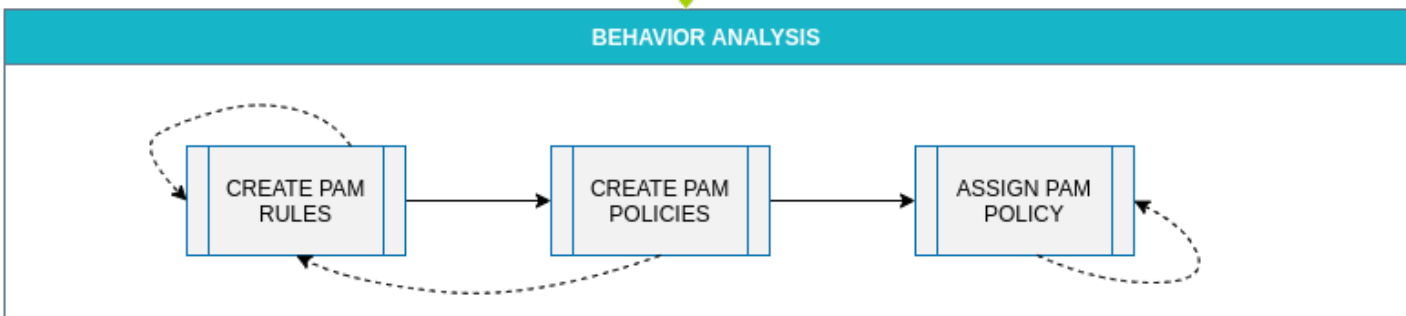 BEHAVIOR ANALYSIS
CREATE PAM
RULES
CREATE PAM
POLICIES
ASSIGN PAM
POLICY